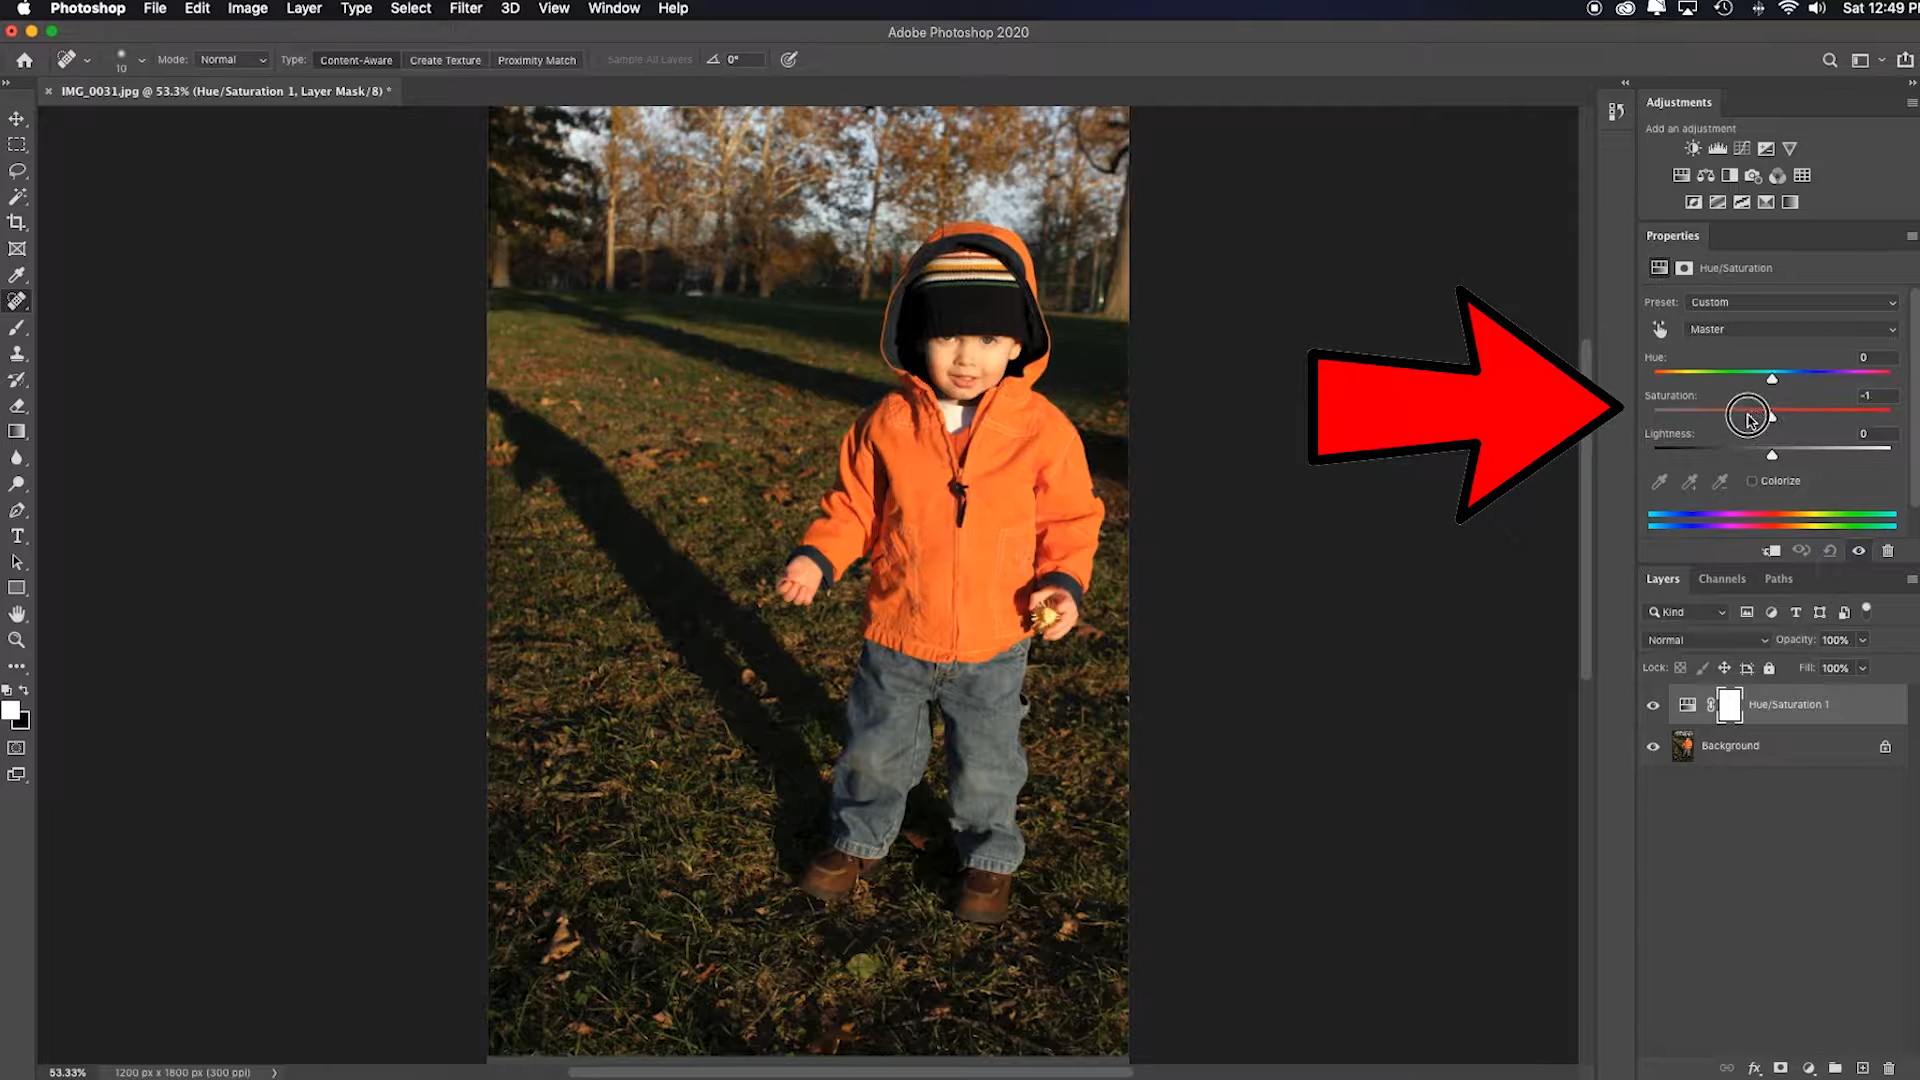 Photoshop File Edit Image Layer Type Select Filter 3D View Window Help Sat 12:49 P
Adobe Photoshop 2020
10 Mode: Normal Type: Content-Aware Create Texture Proximity Match Sample All Layers 0°
IMG_0031.jpg @ 53.3% (Hue/Saturation 1, Layer Mask/8) *
Adjustments
Add an adjustment
Properties
Hue/Saturation
Preset: Custom
Master
Hue: 0
Saturation: -1
Lightness: 0
Colorize
Layers Channels Paths
Kind
Normal Opacity: 100%
Lock: Fill: 100%
Hue/Saturation 1
Background
53.33% 1200 px x 1800 px (300 ppi)